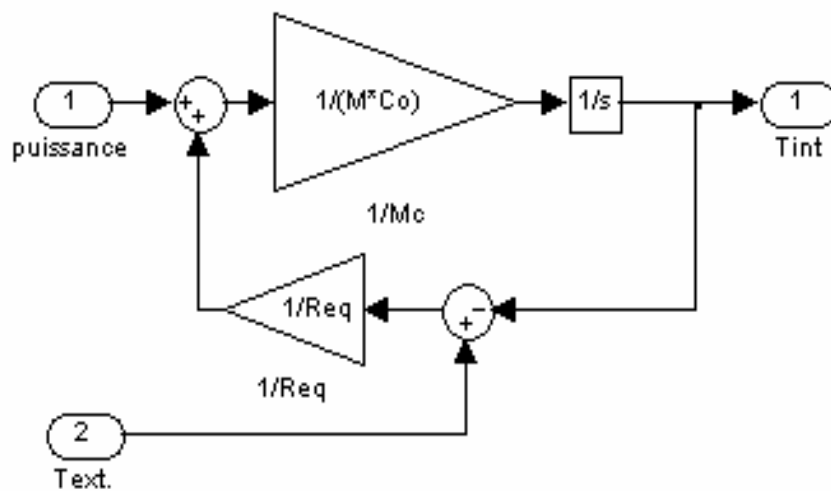 1
puissance
+
+
1/(M*Co)
1/s
1
Tint
1/Mc
1/Req
+
−
1/Req
2
Text.